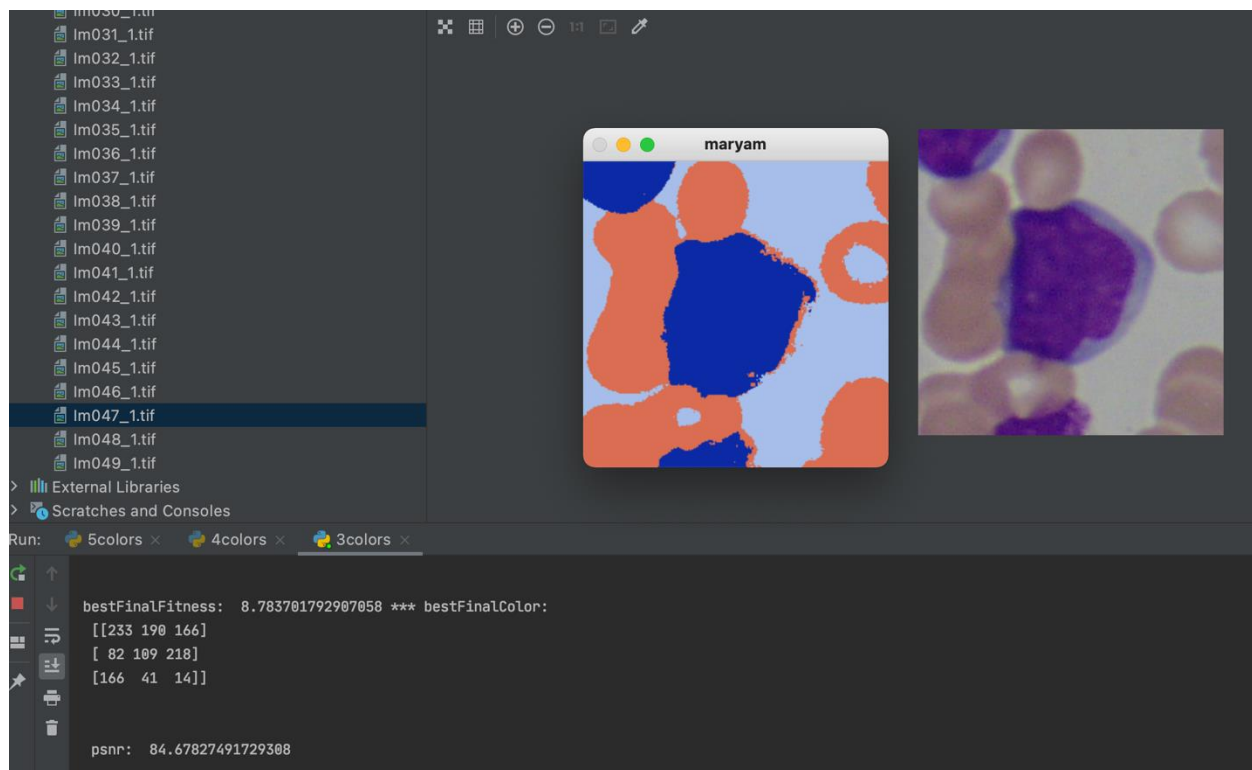 Im031_1.tif
Im032_1.tif
Im033_1.tif
Im034_1.tif
Im035_1.tif
Im036_1.tif
Im037_1.tif
Im038_1.tif
Im039_1.tif
Im040_1.tif
Im041_1.tif
Im042_1.tif
Im043_1.tif
Im044_1.tif
Im045_1.tif
Im046_1.tif
Im047_1.tif
Im048_1.tif
Im049_1.tif
External Libraries
Scratches and Consoles
1:1
maryam
Run: 5colors 4colors 3colors
bestFinalFitness: 8.783701792907058 *** bestFinalColor:
[[233 190 166]
[ 82 109 218]
[166 41 14]]
psnr: 84.67827491729308